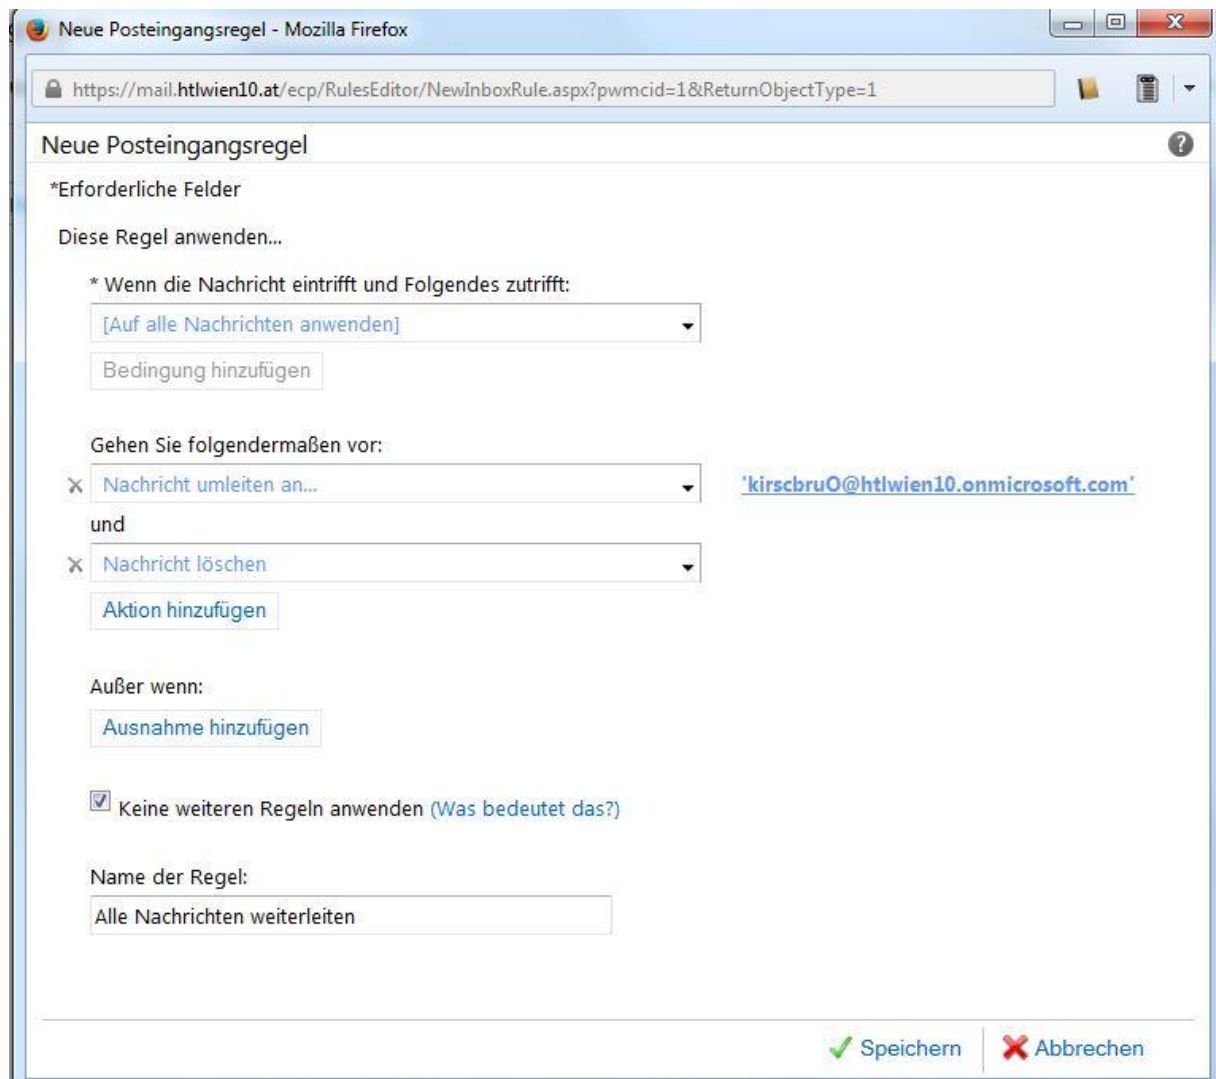 Neue Posteingangsregel - Mozilla Firefox
https://mail.htlwien10.at/ecp/RulesEditor/NewInboxRule.aspx?pwmcid=1&ReturnObjectType=1
Neue Posteingangsregel
*Erforderliche Felder
Diese Regel anwenden...
* Wenn die Nachricht eintrifft und Folgendes zutrifft:
[Auf alle Nachrichten anwenden]
Bedingung hinzufügen
Gehen Sie folgendermaßen vor:
Nachricht umleiten an... 'kirscbruO@htlwien10.onmicrosoft.com'
und
Nachricht löschen
Aktion hinzufügen
Außer wenn:
Ausnahme hinzufügen
Keine weiteren Regeln anwenden (Was bedeutet das?)
Name der Regel:
Alle Nachrichten weiterleiten
Speichern Abbrechen